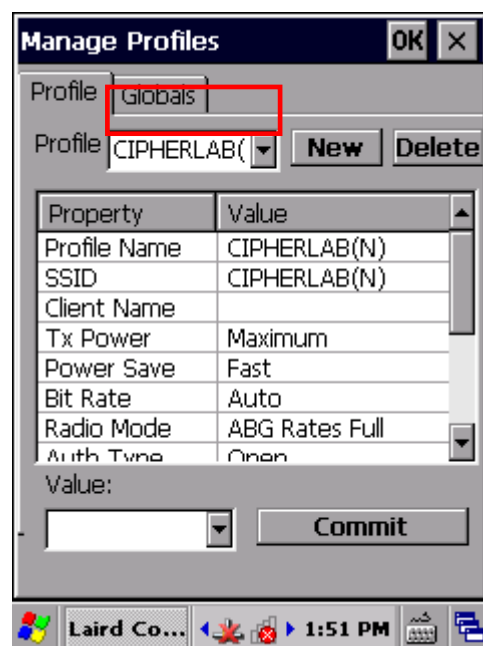 Manage Profiles OK ×
Profile Globals
Profile CIPHERLAB( New Delete
Property Value
Profile Name CIPHERLAB(N)
SSID CIPHERLAB(N)
Client Name
Tx Power Maximum
Power Save Fast
Bit Rate Auto
Radio Mode ABG Rates Full
Auth Type Open
Value:
Commit
Laird Co... 1:51 PM